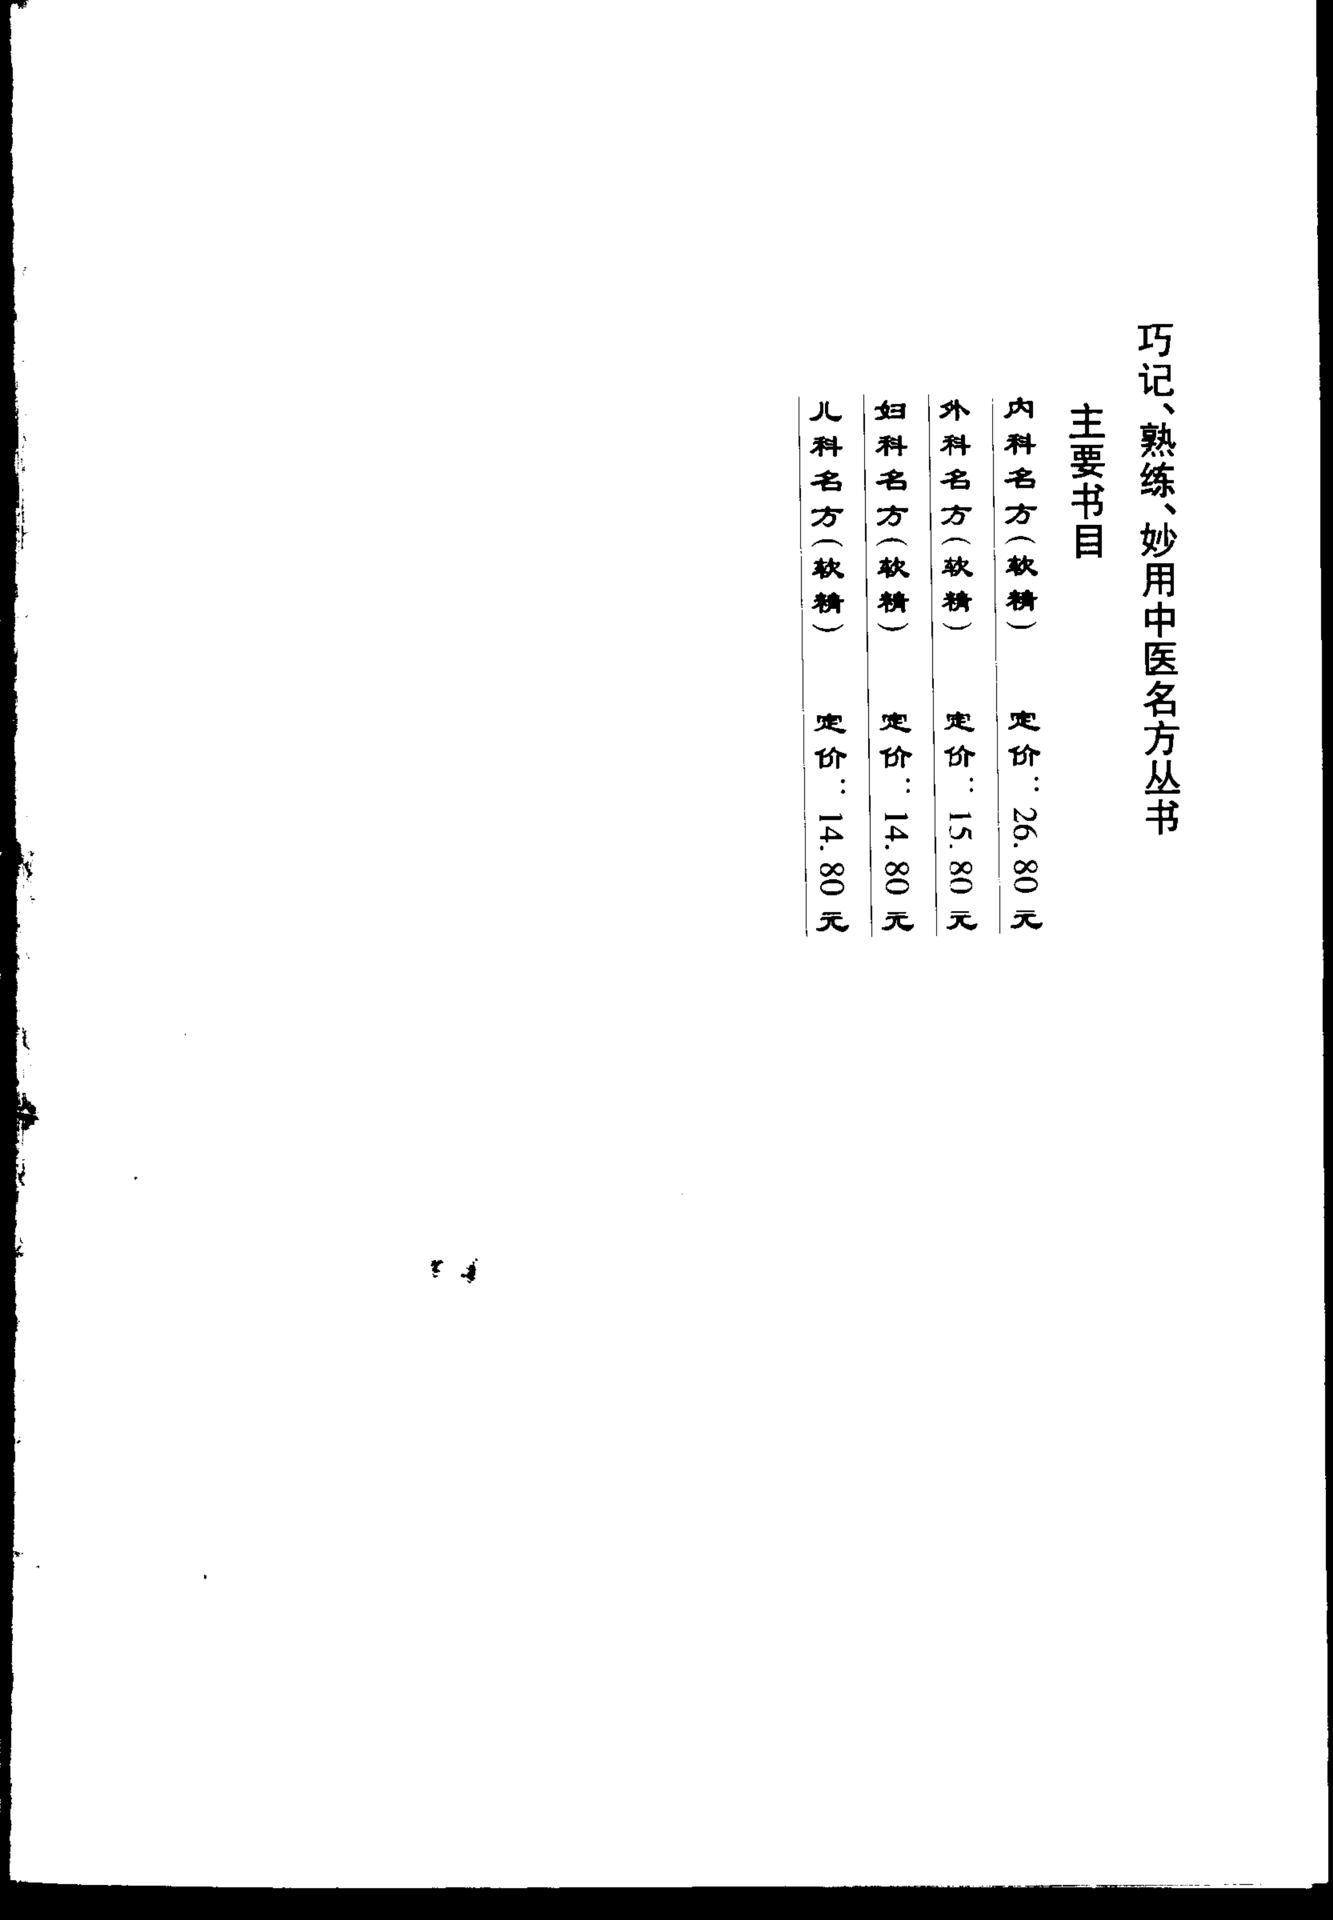 巧记、熟练、妙用中医名方丛书
主要书目
内科名方(软精) 定价:26.80元
外科名方(软精) 定价:15.80元
妇科名方(软精) 定价:14.80元
儿科名方(软精) 定价:14.80元